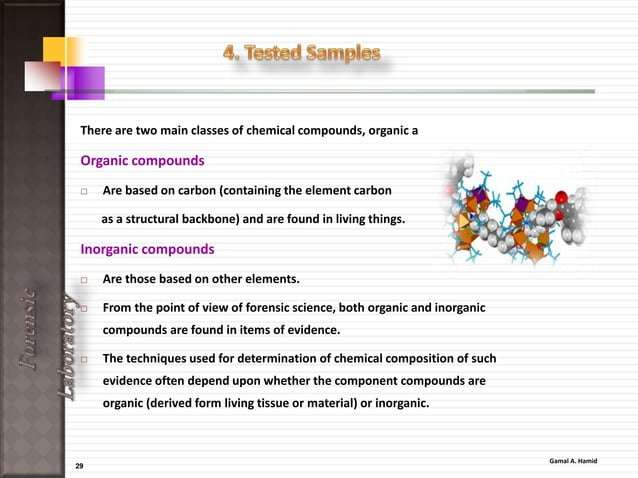 4. Tested Samples
There are two main classes of chemical compounds, organic a
Organic compounds
Are based on carbon (containing the element carbon
as a structural backbone) and are found in living things.
Inorganic compounds
Are those based on other elements.
From the point of view of forensic science, both organic and inorganic
compounds are found in items of evidence.
The techniques used for determination of chemical composition of such
evidence often depend upon whether the component compounds are
organic (derived form living tissue or material) or inorganic.
Forensic
Laboratory
Gamal A. Hamid
29